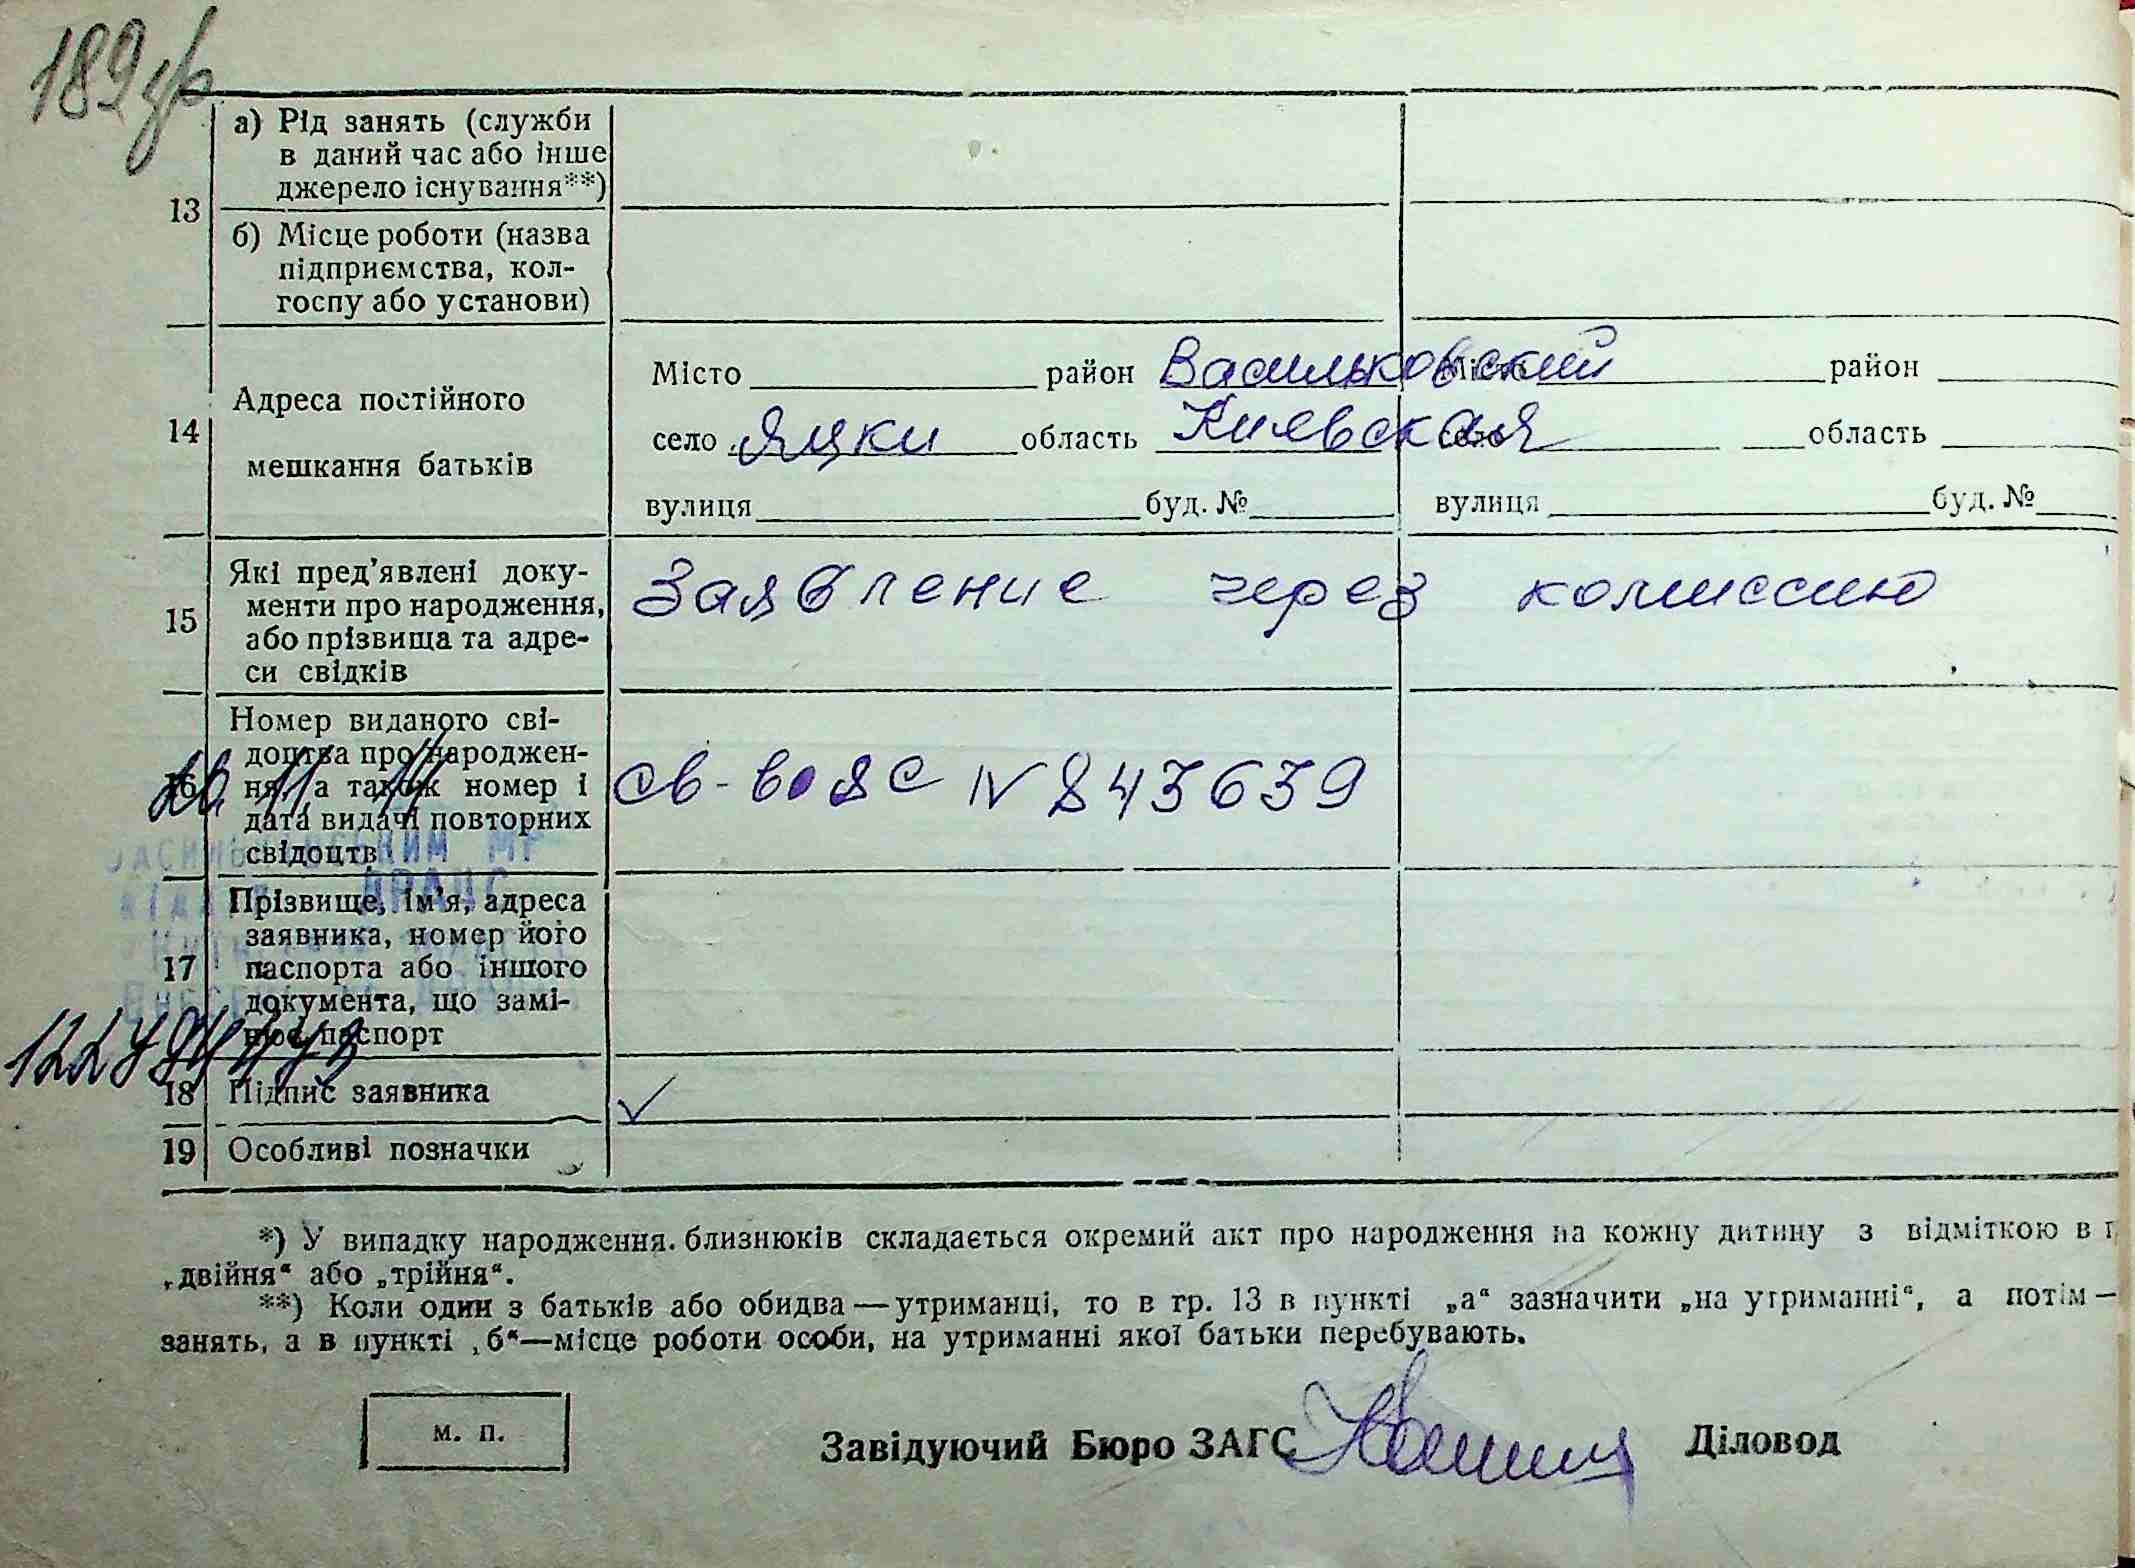 189 зв
13
а) Рід занять (служби
в даний час або інше
джерело існування**)
б) Місце роботи (назва
підприємства, кол-
госпу або установи)
14
Адреса постійного
мешкання батьків
Місто район Васильковский
село Яцки область Киевская
вулиця буд. №
Місто район
село область
вулиця буд. №
15
Які пред'явлені доку-
менти про народження,
або прізвища та адре-
си свідків
Заявление через комиссию
16
Номер виданого сві-
доцтва про народжен-
ня, а також номер і
дата видачі повторних
свідоцтв
св-во ЯС № 843639
17
Прізвище, ім'я, адреса
заявника, номер його
паспорта або іншого
документа, що замі-
нює паспорт
18 Підпис заявника
19 Особливі позначки
ДРАЦС
*) У випадку народження близнюків складається окремий акт про народження на кожну дитину з відміткою в г
„двійня“ або „трійня“.
**) Коли один з батьків або обидва — утриманці, то в гр. 13 в пункті „а“ зазначити „на утриманні“, а потім —
занять, а в пункті „б“—місце роботи особи, на утриманні якої батьки перебувають.
м. п.
Завідуючий Бюро ЗАГС Діловод